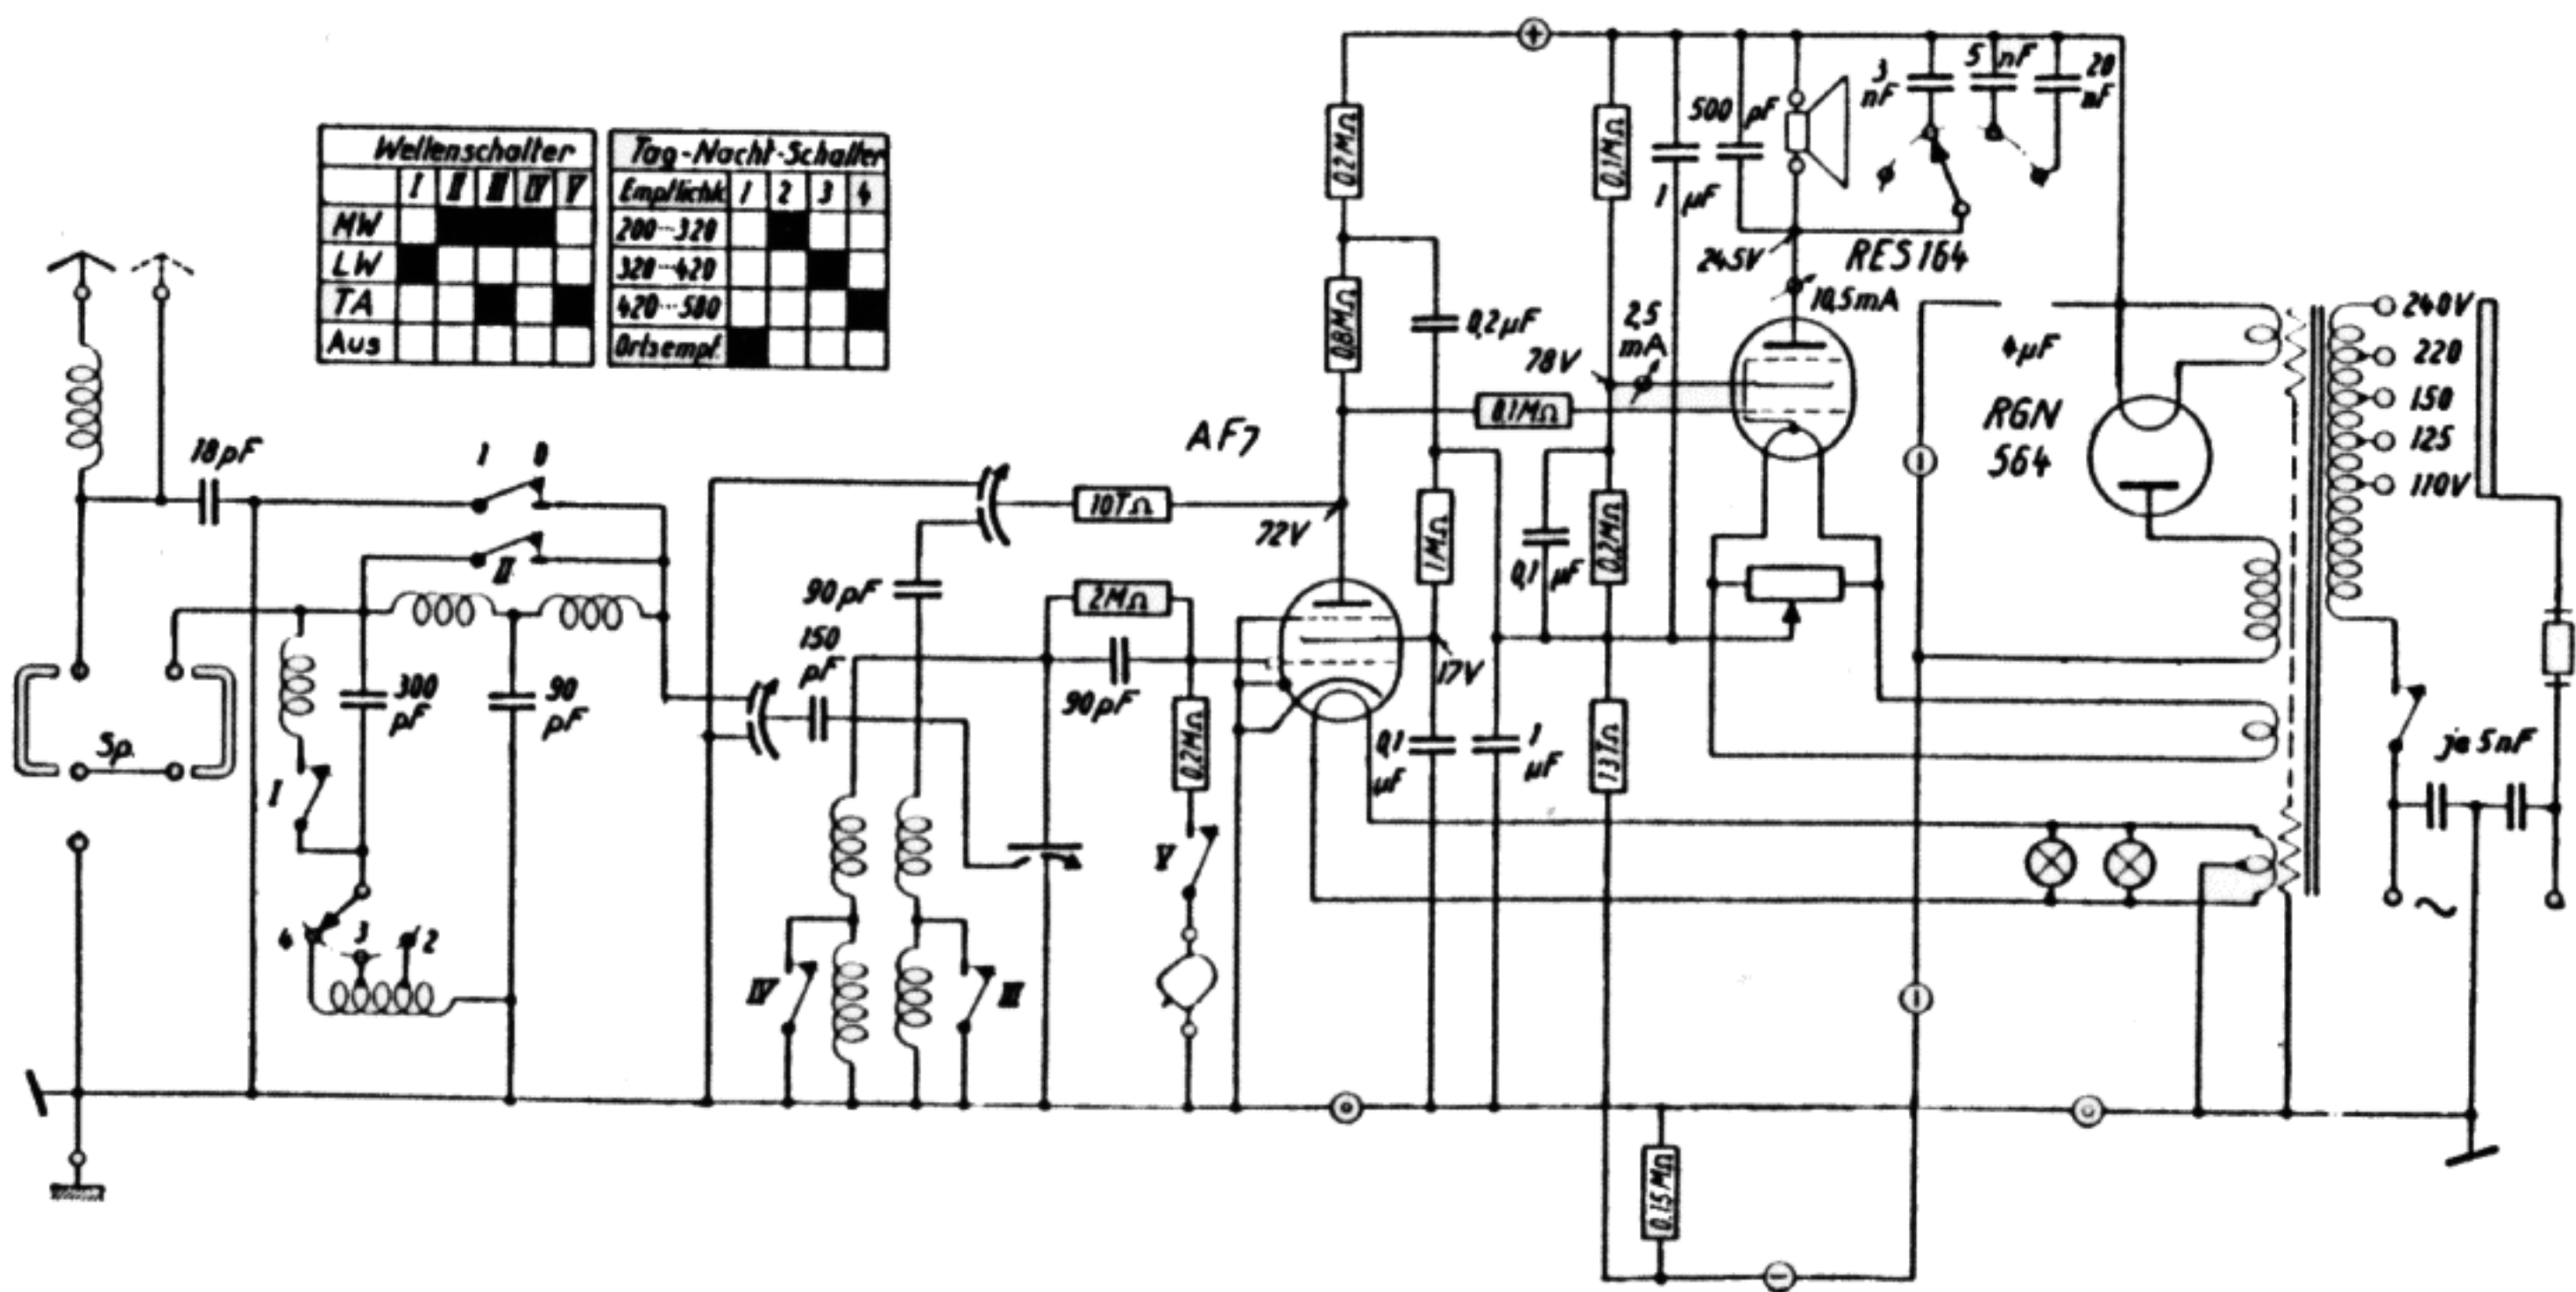 Wellenschalter
I II III IV V
MW
LW
TA
Aus
Tag-Nacht-Schalter
Empflichk. 1 2 3 4
200...320
320...420
420...580
Ortsempf.
18pF
1 0
II
300 pF
90 pF
Sp.
I
4 3 2
AF7
10TΩ
72V
90pF
150 pF
2MΩ
90pF
0,2MΩ
V
IV
III
0,2MΩ
0,8MΩ
0,2µF
0,1MΩ
1MΩ
17V
0,1 µF
1 µF
0,1MΩ
1 µF
500 pF
3 nF
5 nF
20 nF
245V
RES164
10,5mA
2,5 mA
78V
0,1 µF
0,2MΩ
13TΩ
0,15MΩ
4µF
RGN 564
240V
220
150
125
110V
je 5nF
~